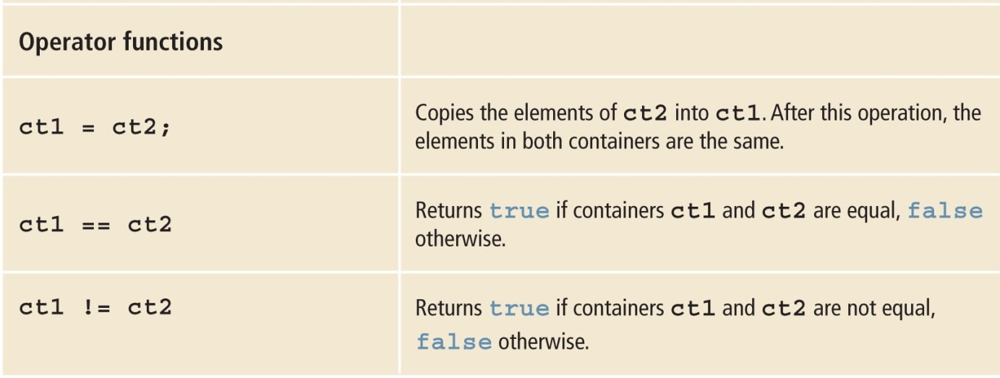 Operator functions
ct1 = ct2;
Copies the elements of ct2 into ct1. After this operation, the
elements in both containers are the same.
ct1 == ct2
Returns true if containers ct1 and ct2 are equal, false
otherwise.
ct1 != ct2
Returns true if containers ct1 and ct2 are not equal,
false otherwise.